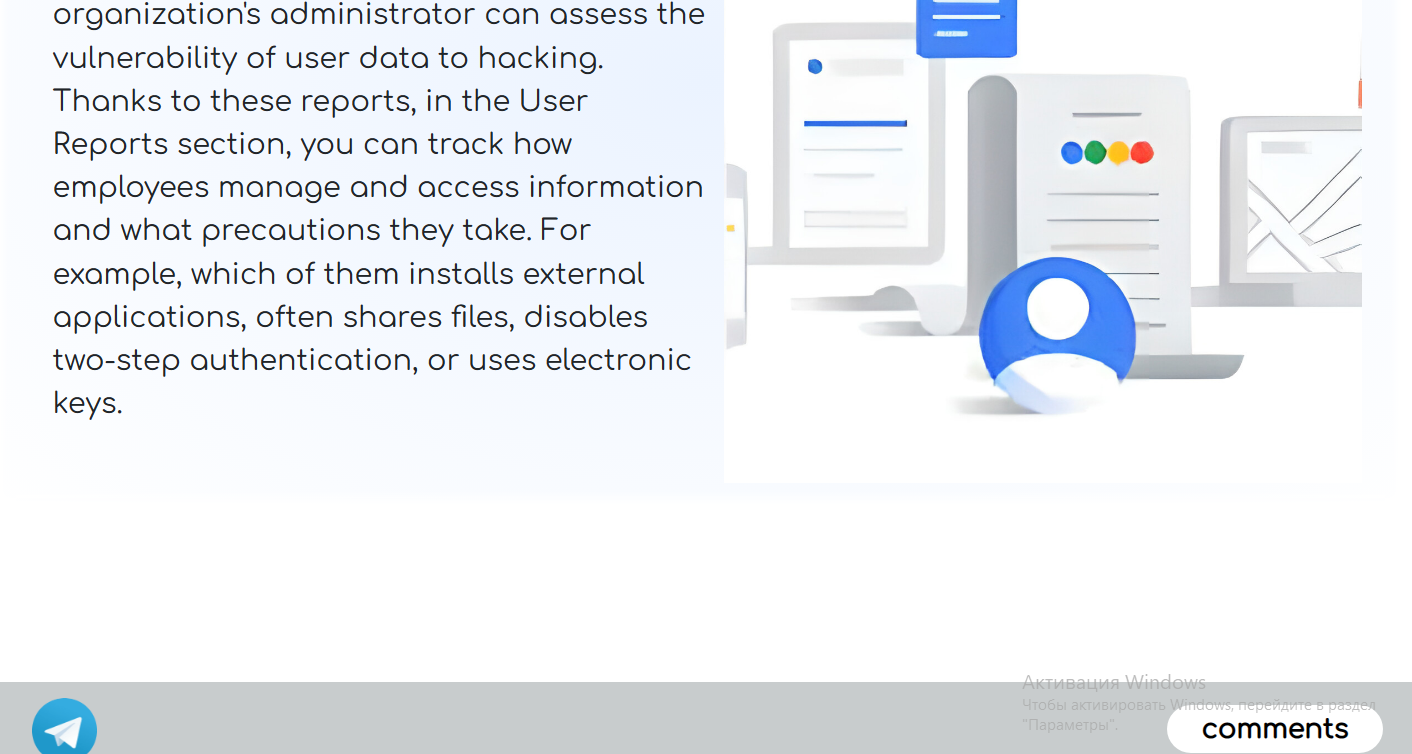 organization's administrator can assess the
vulnerability of user data to hacking.
Thanks to these reports, in the User
Reports section, you can track how
employees manage and access information
and what precautions they take. For
example, which of them installs external
applications, often shares files, disables
two-step authentication, or uses electronic
keys.
Активация Windows
Чтобы активировать Windows, перейдите в раздел
"Параметры".
comments